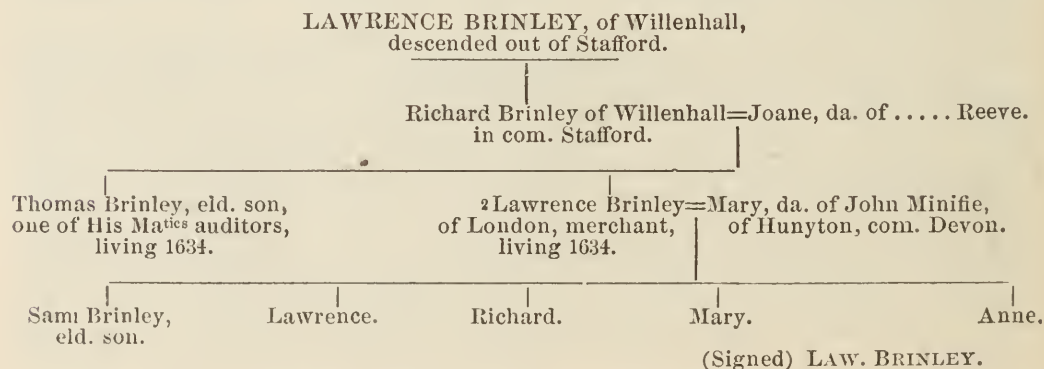 LAWRENCE BRINLEY, of Willenhall,
descended out of Stafford.
Richard Brinley of Willenhall=Joane, da. of ..... Reeve.
in com. Stafford.
Thomas Brinley, eld. son,
one of His Maties auditors,
living 1634.
2 Lawrence Brinley=Mary, da. of John Minifie,
of London, merchant, of Hunyton, com. Devon.
living 1634.
Saml Brinley,
eld. son.
Lawrence.
Richard.
Mary.
Anne.
(Signed) LAW. BRINLEY.